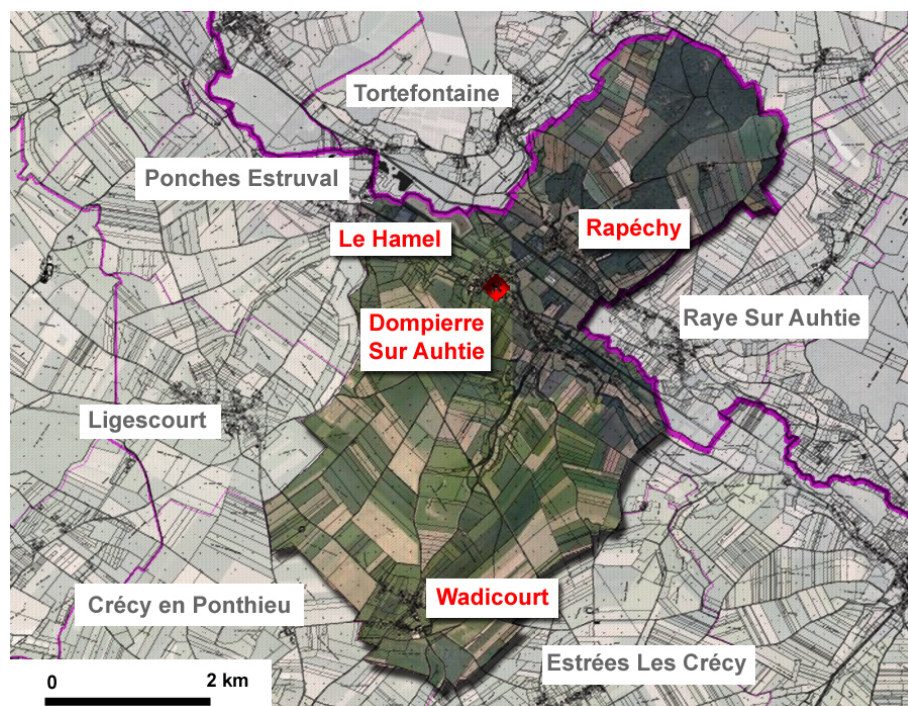 Tortefontaine
Ponches Estruval
Le Hamel
Rapéchy
Dompierre
Sur Auhtie
Raye Sur Auhtie
Ligescourt
Crécy en Ponthieu
Wadicourt
Estrées Les Crécy
0 2 km